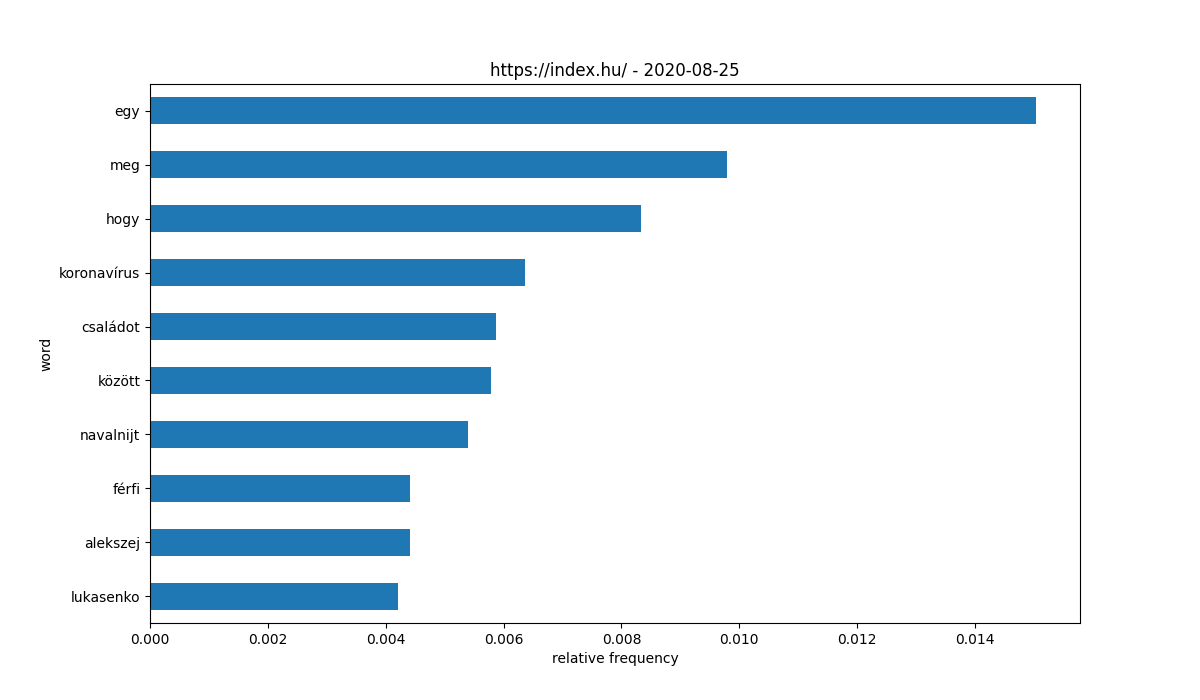 https://index.hu/ - 2020-08-25
egy
meg
hogy
koronavírus
családot
között
navalnijt
férfi
alekszej
lukasenko
word
0.000 0.002 0.004 0.006 0.008 0.010 0.012 0.014
relative frequency